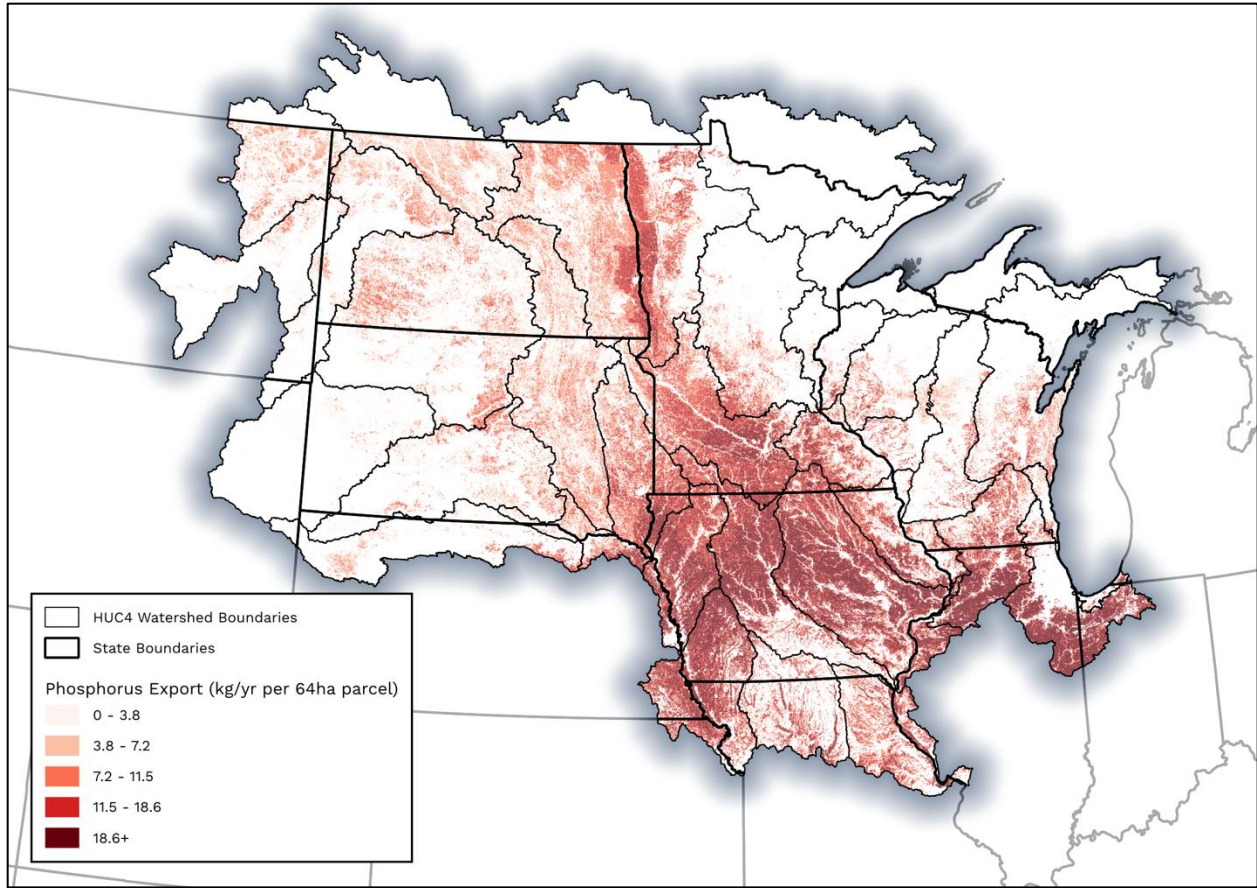 HUC4 Watershed Boundaries
State Boundaries
Phosphorus Export (kg/yr per 64ha parcel)
0 - 3.8
3.8 - 7.2
7.2 - 11.5
11.5 - 18.6
18.6+